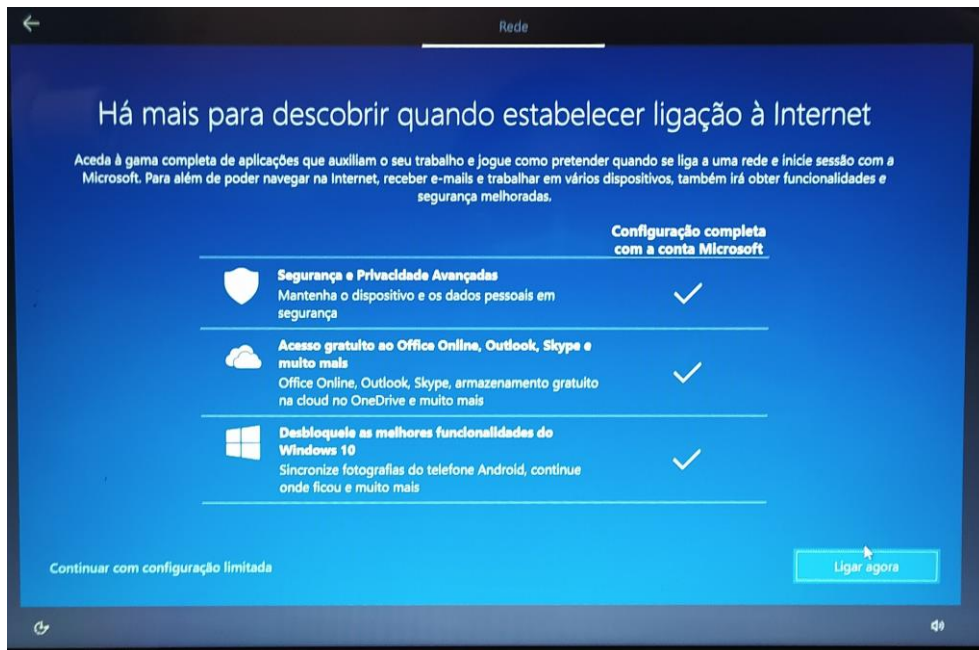 Rede
Há mais para descobrir quando estabelecer ligação à Internet
Aceda à gama completa de aplicações que auxiliam o seu trabalho e jogue como pretender quando se liga a uma rede e inicie sessão com a
Microsoft. Para além de poder navegar na Internet, receber e-mails e trabalhar em vários dispositivos, também irá obter funcionalidades e
segurança melhoradas.
Configuração completa
com a conta Microsoft
Segurança e Privacidade Avançadas
Mantenha o dispositivo e os dados pessoais em
segurança
Acesso gratuito ao Office Online, Outlook, Skype e
muito mais
Office Online, Outlook, Skype, armazenamento gratuito
na cloud no OneDrive e muito mais
Desbloqueie as melhores funcionalidades do
Windows 10
Sincronize fotografias do telefone Android, continue
onde ficou e muito mais
Continuar com configuração limitada
Ligar agora